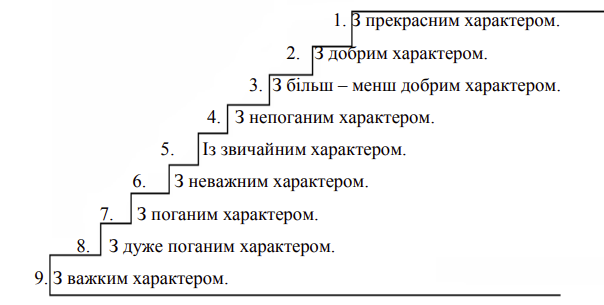 1. З прекрасним характером.
2. З добрим характером.
3. З більш – менш добрим характером.
4. З непоганим характером.
5. Із звичайним характером.
6. З неважним характером.
7. З поганим характером.
8. З дуже поганим характером.
9. З важким характером.